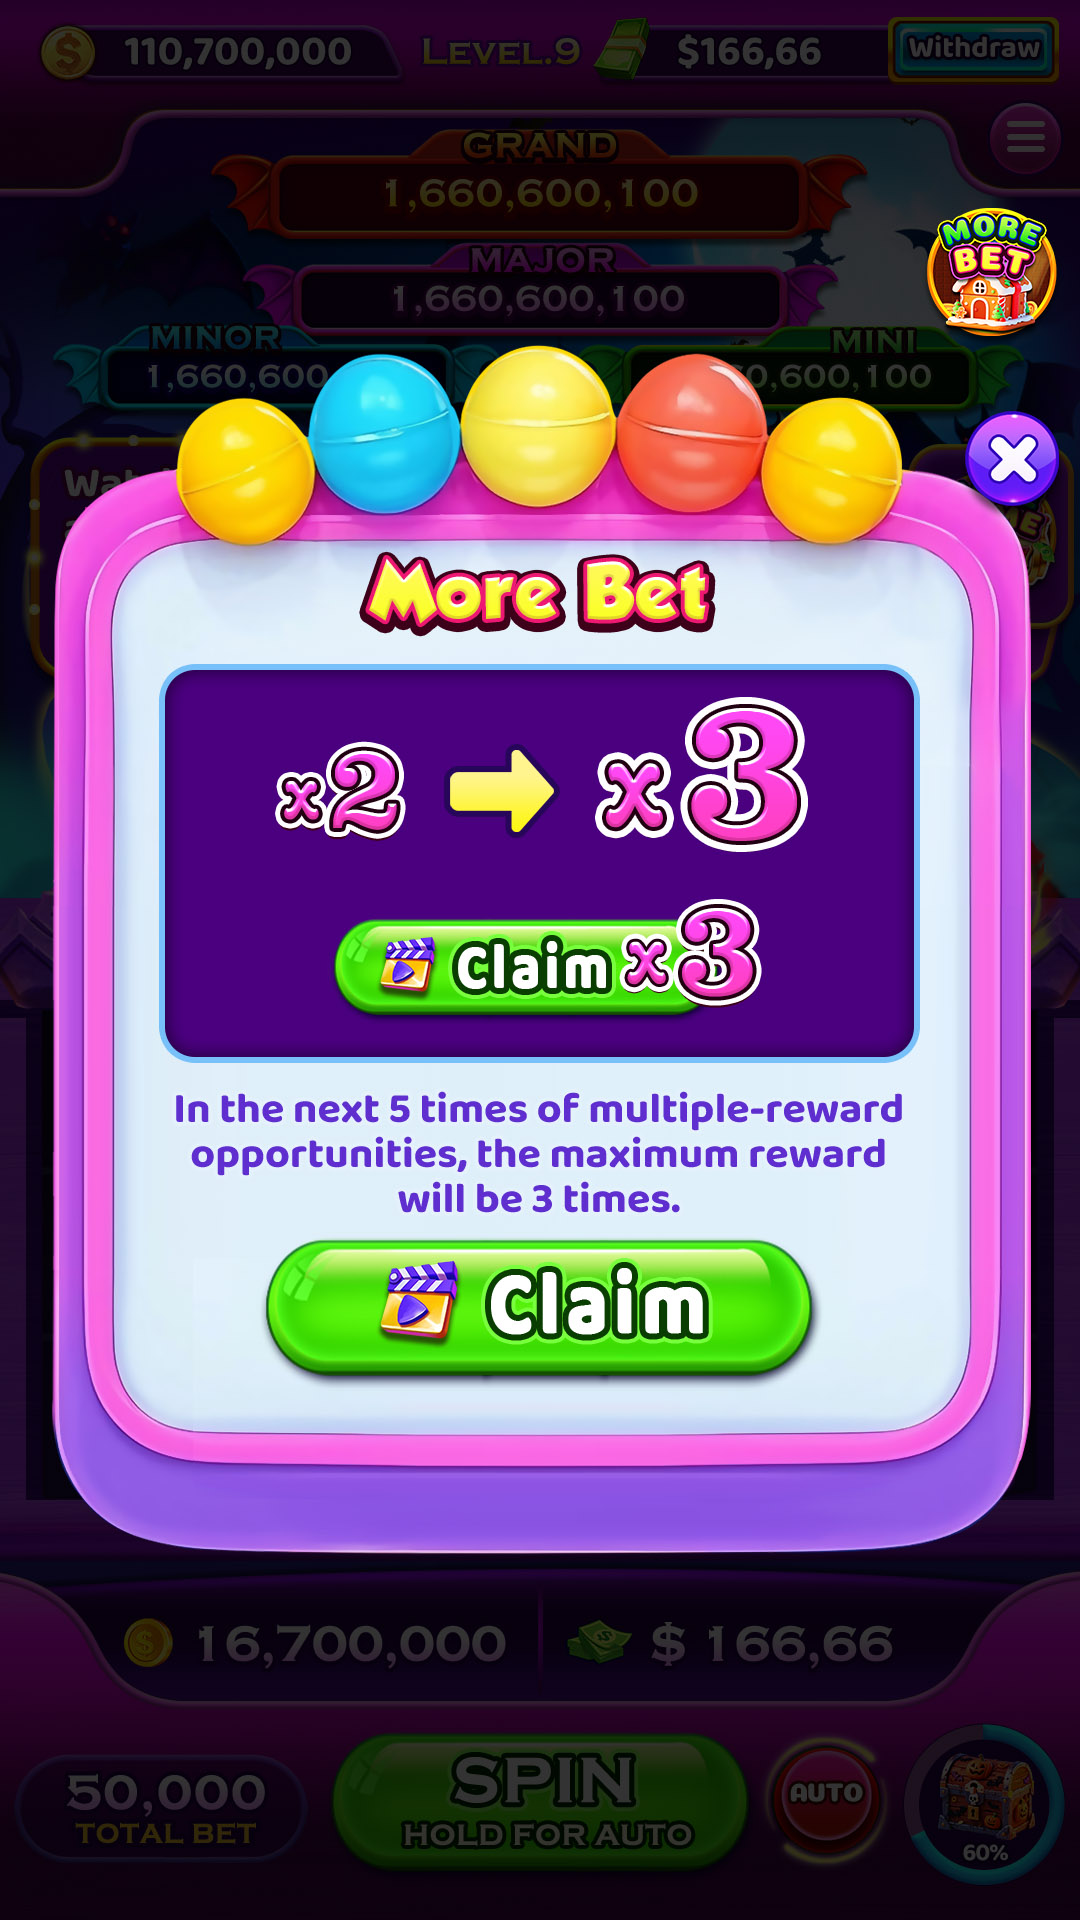 110,700,000 LEVEL.9 $166,66 Withdraw
GRAND
1,660,600,100
MORE
BET
MAJOR
1,660,600,100
MINOR
MINI
1,660,600
0,600,100
More Bet
x2 x3
Claim x3
In the next 5 times of multiple-reward
opportunities, the maximum reward
will be 3 times.
Claim
16,700,000 $ 166,66
50,000
TOTAL BET
SPIN
HOLD FOR AUTO
AUTO
60%